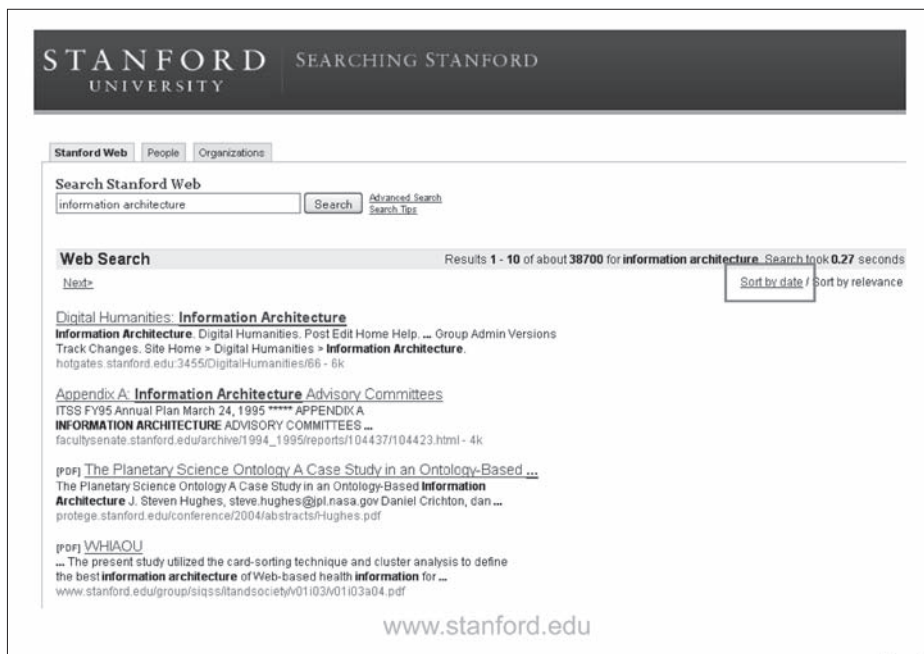 STANFORD
UNIVERSITY
SEARCHING STANFORD
Stanford Web People Organizations
Search Stanford Web
information architecture Search Advanced Search
Search Tips
Web Search Results 1 - 10 of about 38700 for information architecture. Search took 0.27 seconds
Next> Sort by date / Sort by relevance
Digital Humanities: Information Architecture
Information Architecture. Digital Humanities. Post Edit Home Help. ... Group Admin Versions
Track Changes. Site Home > Digital Humanities > Information Architecture.
hotgates.stanford.edu:3455/DigitalHumanities/66 - 6k
Appendix A: Information Architecture Advisory Committees
ITSS FY95 Annual Plan March 24, 1995 ***** APPENDIX A
INFORMATION ARCHITECTURE ADVISORY COMMITTEES ...
facultysenate.stanford.edu/archive/1994_1995/reports/104437/104423.html - 4k
[PDF] The Planetary Science Ontology A Case Study in an Ontology-Based ...
The Planetary Science Ontology A Case Study in an Ontology-Based Information
Architecture J. Steven Hughes, steve.hughes@jpl.nasa.gov Daniel Crichton, dan ...
protege.stanford.edu/conference/2004/abstracts/Hughes.pdf
[PDF] WHIAOU
... The present study utilized the card-sorting technique and cluster analysis to define
the best information architecture of Web-based health information for ...
www.stanford.edu/group/siqss/itandsociety/v01i03/v01i03a04.pdf
www.stanford.edu